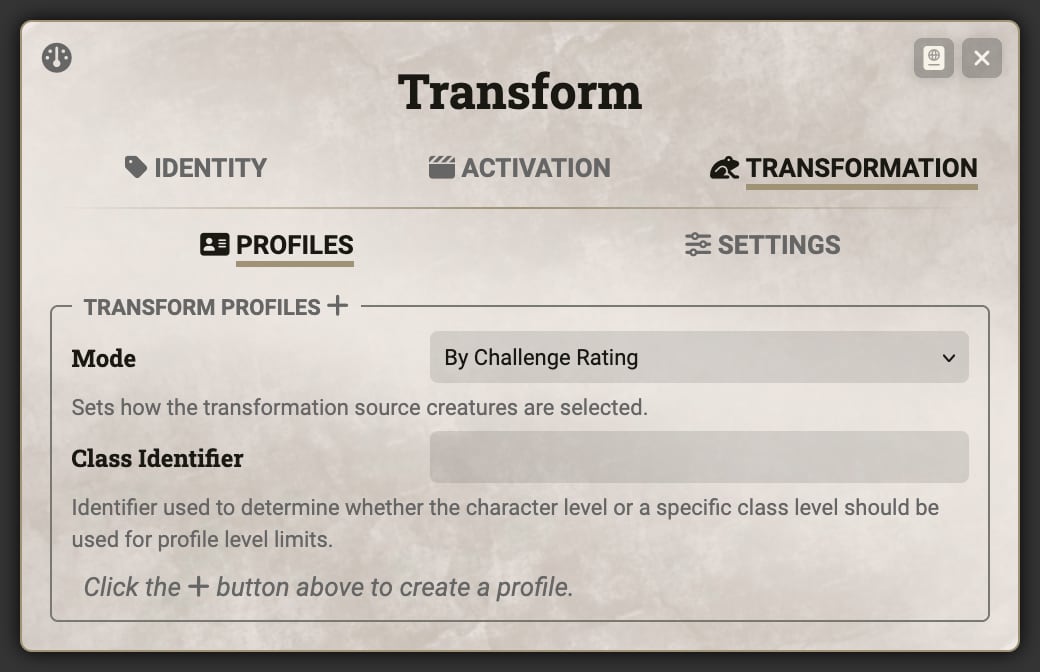 Transform
IDENTITY
ACTIVATION
TRANSFORMATION
PROFILES
SETTINGS
TRANSFORM PROFILES +
Mode
By Challenge Rating
Sets how the transformation source creatures are selected.
Class Identifier
Identifier used to determine whether the character level or a specific class level should be
used for profile level limits.
Click the + button above to create a profile.